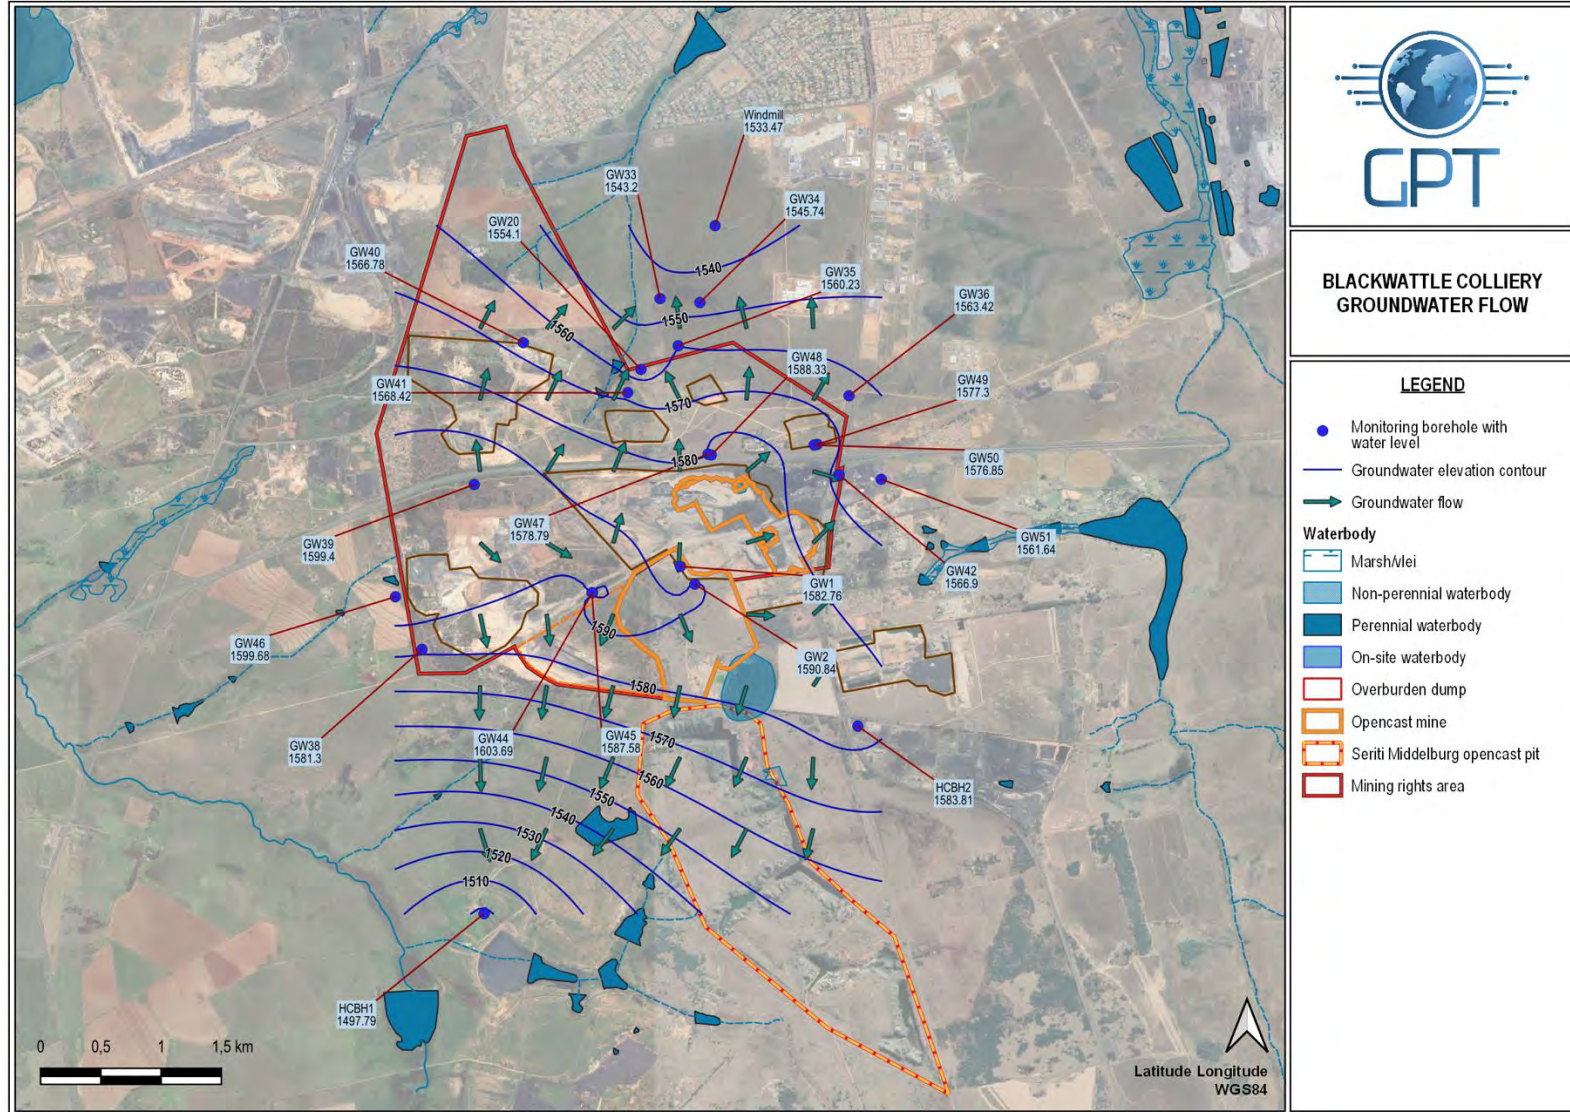 Windmill
1533.47
GW33
1543.2
GW34
1545.74
GW20
1554.1
GW40
1566.78
GW35
1560.23
GW36
1563.42
GW48
1588.33
GW41
1568.42
GW49
1577.3
GW50
1576.85
GW47
1578.79
GW39
1599.4
GW51
1561.64
GW42
1566.9
GW1
1582.76
GW46
1599.68
GW2
1590.84
GW38
1581.3
GW44
1603.69
GW45
1587.58
HCBH2
1583.81
HCBH1
1497.79
1540
1550
1560
1570
1580
1590
1580
1570
1560
1550
1540
1530
1520
1510
0 0,5 1 1,5 km
Latitude Longitude
WGS84
GPT
BLACKWATTLE COLLIERY
GROUNDWATER FLOW
LEGEND
Monitoring borehole with
water level
Groundwater elevation contour
Groundwater flow
Waterbody
Marsh/vlei
Non-perennial waterbody
Perennial waterbody
On-site waterbody
Overburden dump
Opencast mine
Seriti Middelburg opencast pit
Mining rights area